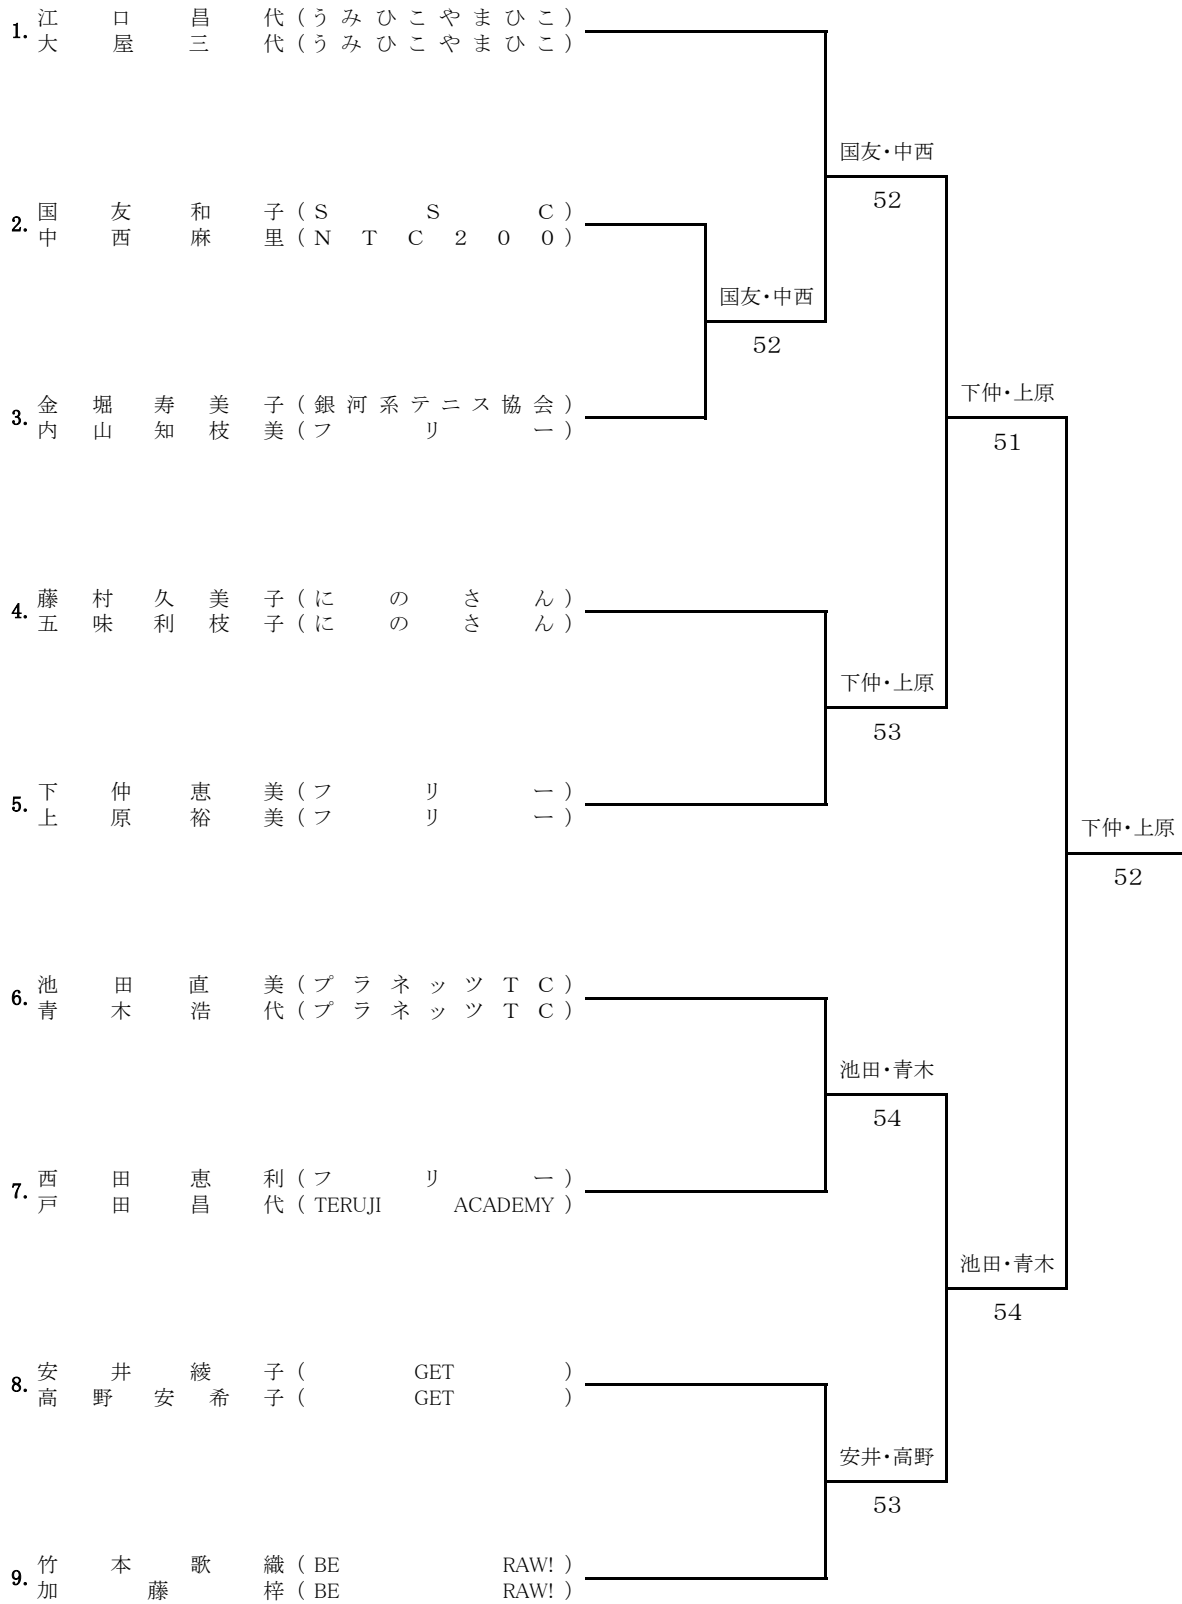 1. 江口昌代(うみひこやまひこ)
大屋三代(うみひこやまひこ)
国友・中西
52
2. 国友和子(SSC)
中西麻里(NTC200)
国友・中西
52
3. 金堀寿美子(銀河系テニス協会)
内山知枝美(フリー)
下仲・上原
51
4. 藤村久美子(にのさん)
五味利枝子(にのさん)
下仲・上原
53
5. 下仲恵美(フリー)
上原裕美(フリー)
下仲・上原
52
6. 池田直美(プラネッツTC)
青木浩代(プラネッツTC)
池田・青木
54
7. 西田恵利(フリー)
戸田昌代(TERUJI ACADEMY)
池田・青木
54
8. 安井綾子(GET)
高野安希子(GET)
安井・高野
53
9. 竹本歌織(BE RAW!)
加藤梓(BE RAW!)